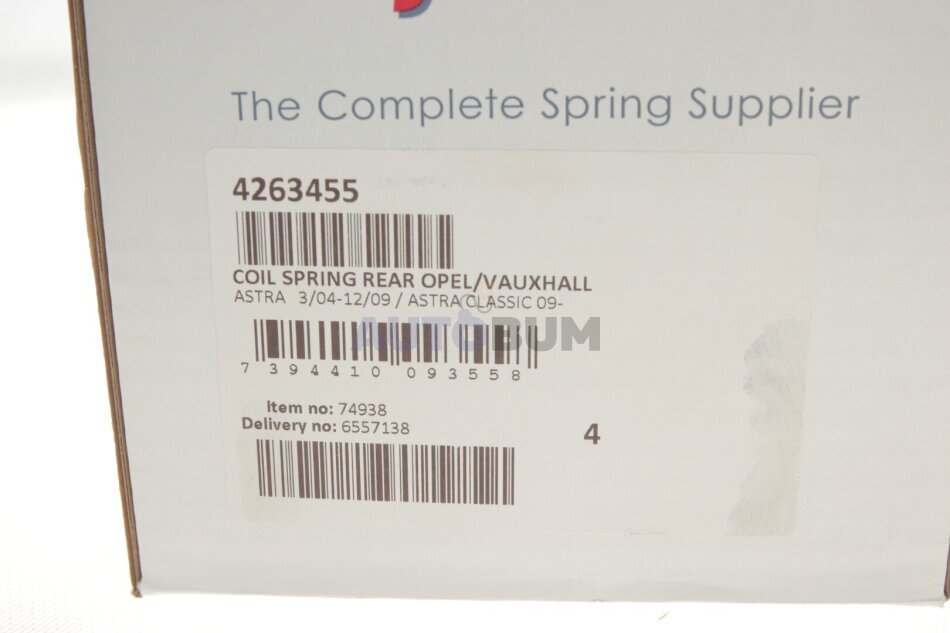 The Complete Spring Supplier
4263455
COIL SPRING REAR OPEL/VAUXHALL
ASTRA 3/04-12/09 / ASTRA CLASSIC 09-
AUTOBUM
7 394410 093558
Item no: 74938
Delivery no: 6557138
4